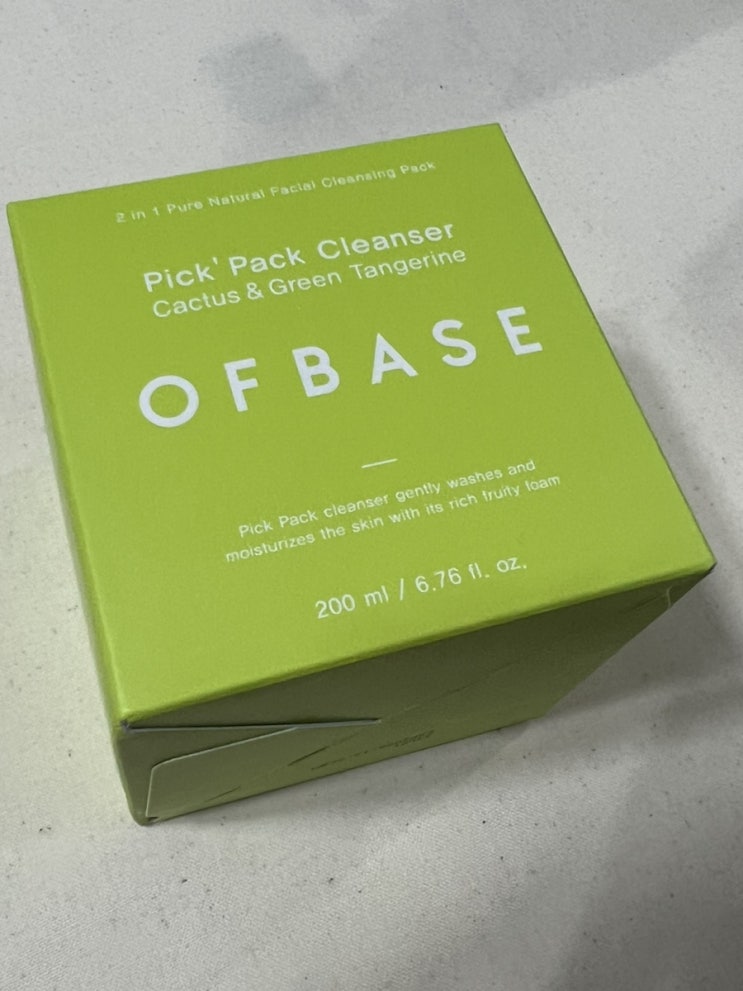 2 in 1 Pure Natural Facial Cleansing Pack
Pick' Pack Cleanser
Cactus & Green Tangerine
OFBASE
Pick Pack cleanser gently washes and
moisturizes the skin with its rich fruity foam
200 ml / 6.76 fl. oz.